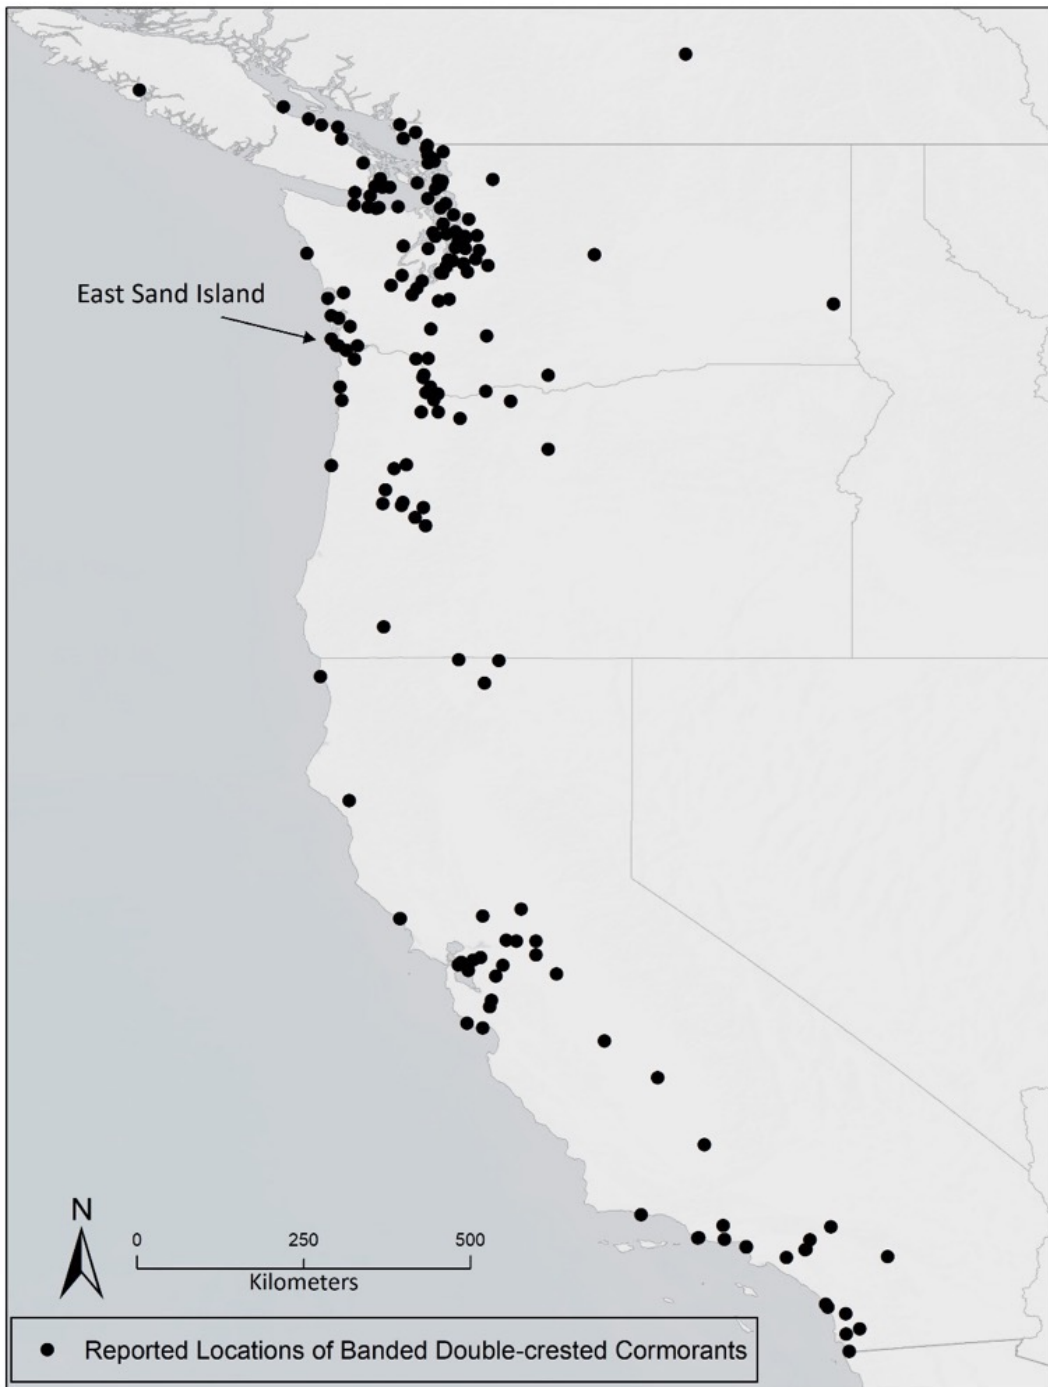 East Sand Island
N
0 250 500
Kilometers
Reported Locations of Banded Double-crested Cormorants